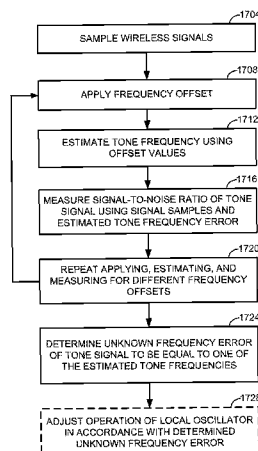 1704
SAMPLE WIRELESS SIGNALS
1708
APPLY FREQUENCY OFFSET
1712
ESTIMATE TONE FREQUENCY USING
OFFSET VALUES
1716
MEASURE SIGNAL-TO-NOISE RATIO OF TONE
SIGNAL USING SIGNAL SAMPLES AND
ESTIMATED TONE FREQUENCY ERROR
1720
REPEAT APPLYING, ESTIMATING, AND
MEASURING FOR DIFFERENT FREQUENCY
OFFSETS
1724
DETERMINE UNKNOWN FREQUENCY ERROR
OF TONE SIGNAL TO BE EQUAL TO ONE OF
THE ESTIMATED TONE FREQUENCIES
1728
ADJUST OPERATION OF LOCAL OSCILLATOR
IN ACCORDANCE WITH DETERMINED
UNKNOWN FREQUENCY ERROR